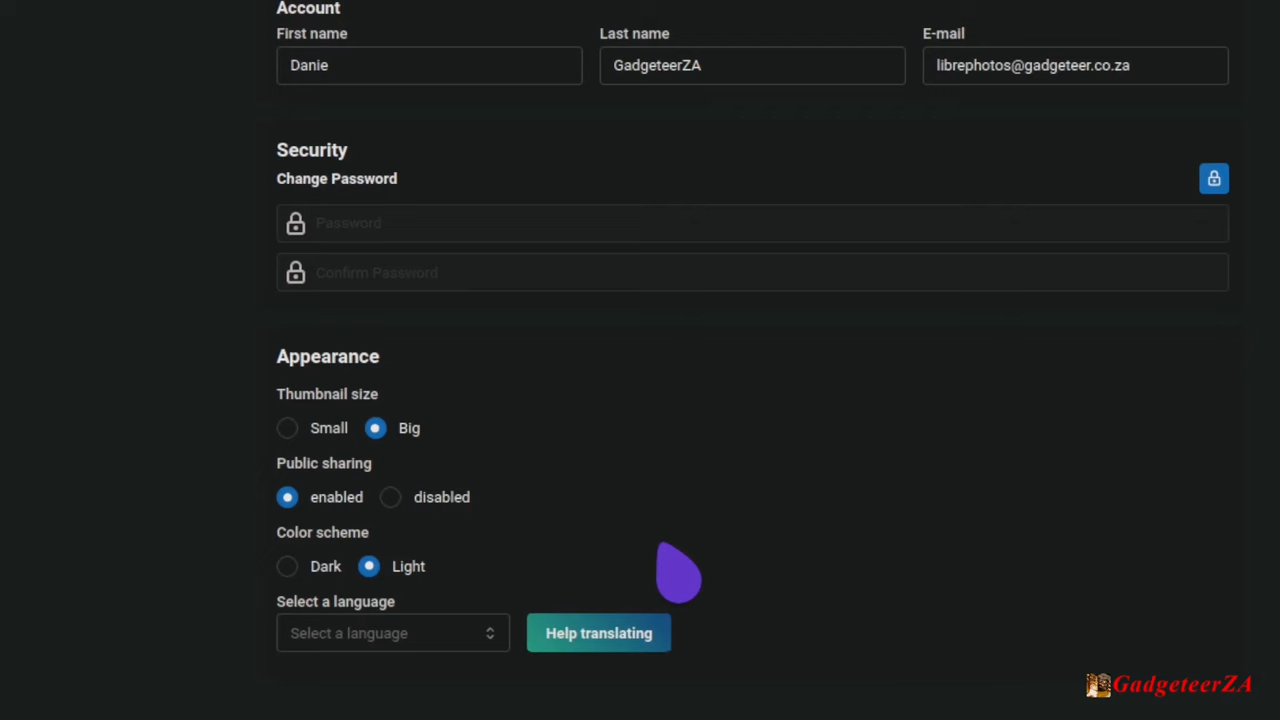 Account
First name Last name E-mail
Danie GadgeteerZA librephotos@gadgeteer.co.za
Security
Change Password
Password
Confirm Password
Appearance
Thumbnail size
Small Big
Public sharing
enabled disabled
Color scheme
Dark Light
Select a language
Select a language Help translating
GadgeteerZA